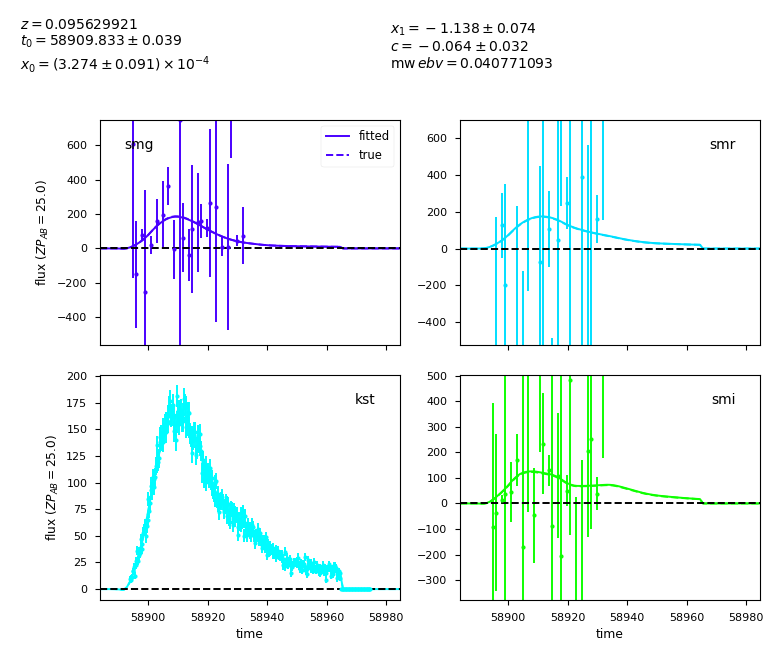 z = 0.095629921
t₀ = 58909.833 ± 0.039
x₀ = (3.274 ± 0.091) × 10⁻⁴
x₁ = −1.138 ± 0.074
c = −0.064 ± 0.032
mw ebv = 0.040771093
smg
fitted
true
600
400
200
0
−200
−400
flux (ZP_AB = 25.0)
smr
600
400
200
0
−200
−400
kst
200
175
150
125
100
75
50
25
0
flux (ZP_AB = 25.0)
58900 58920 58940 58960 58980
time
smi
500
400
300
200
100
0
−100
−200
−300
58900 58920 58940 58960 58980
time